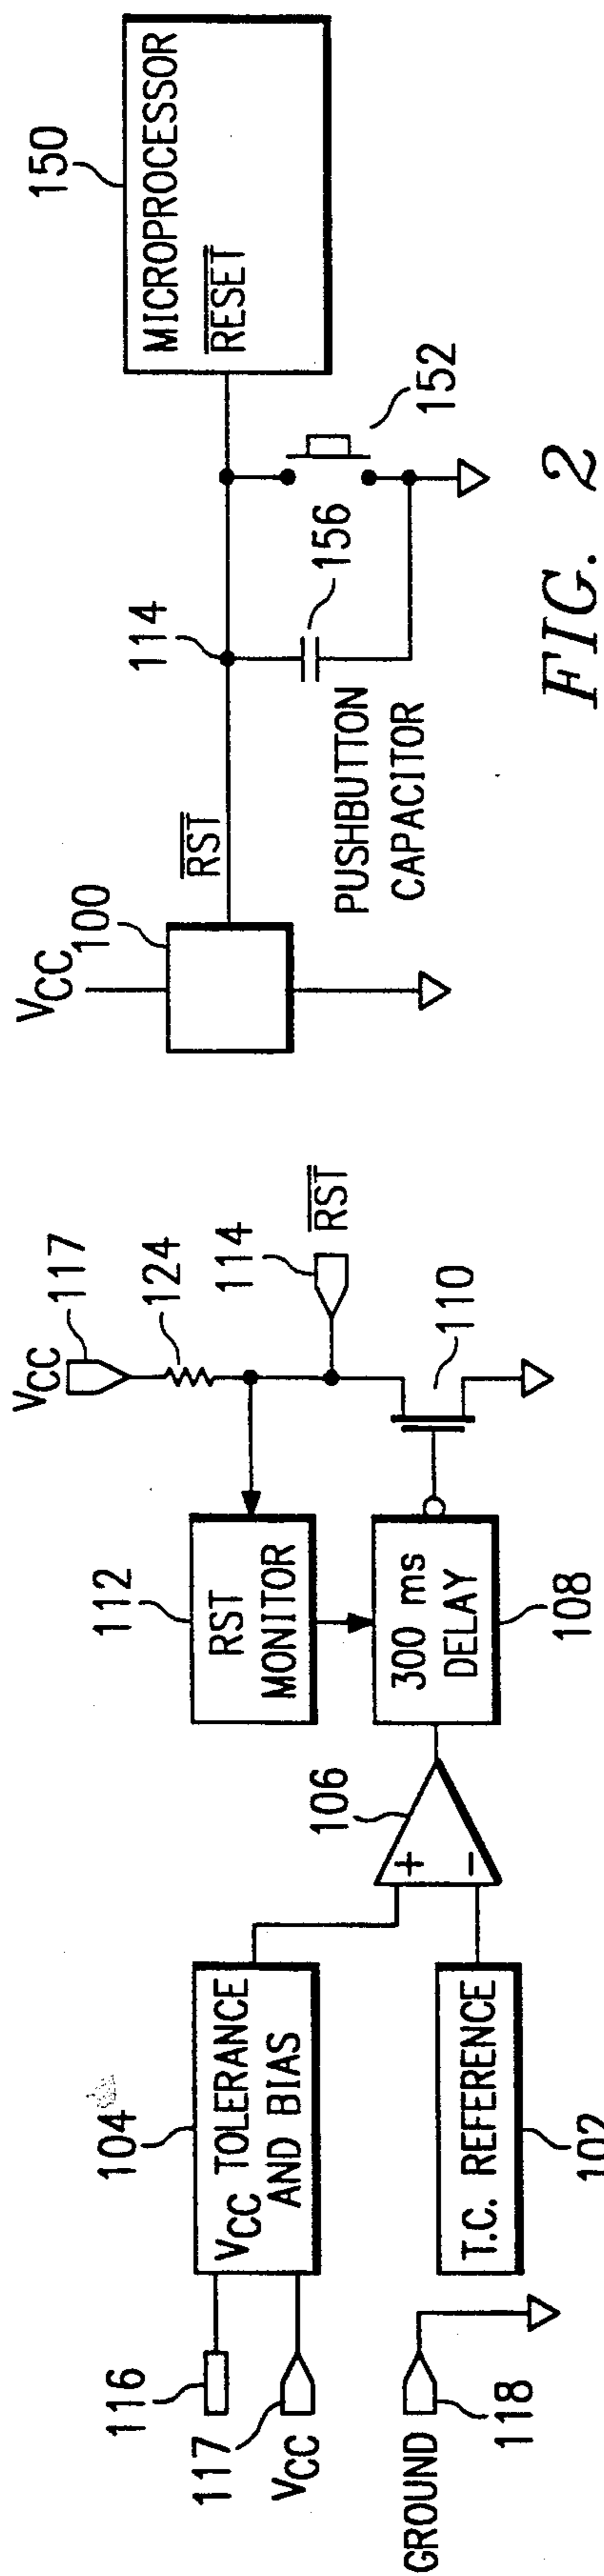 116
117
VCC
GROUND
118
104
VCC TOLERANCE
AND BIAS
T.C. REFERENCE
102
106
+
−
112
RST
MONITOR
300 ms
DELAY
108
VCC
117
124
114
RST
110
VCC
100
RST
114
PUSHBUTTON
CAPACITOR
156
152
150
MICROPROCESSOR
RESET
FIG. 2